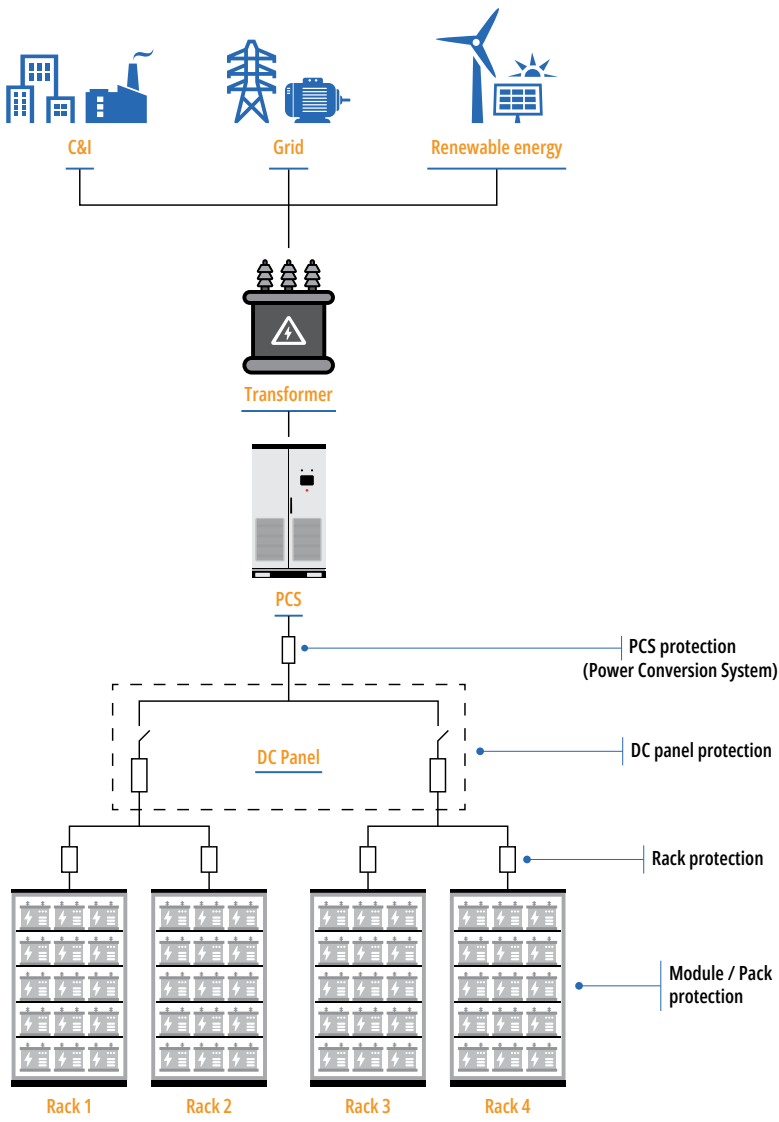 C&I
Grid
Renewable energy
Transformer
PCS
PCS protection
(Power Conversion System)
DC Panel
DC panel protection
Rack protection
Module / Pack
protection
Rack 1
Rack 2
Rack 3
Rack 4